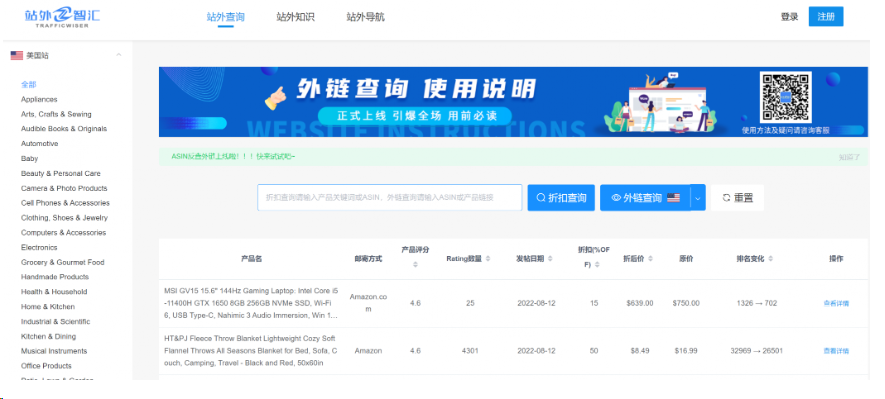 站外智汇
TRAFFICWISER
站外查询
站外知识
站外导航
登录
注册
美国站
全部
Appliances
Arts, Crafts & Sewing
Audible Books & Originals
Automotive
Baby
Beauty & Personal Care
Camera & Photo Products
Cell Phones & Accessories
Clothing, Shoes & Jewelry
Computers & Accessories
Electronics
Grocery & Gourmet Food
Handmade Products
Health & Household
Home & Kitchen
Industrial & Scientific
Kitchen & Dining
Musical Instruments
Office Products
Patio, Lawn & Garden
外链查询 使用说明
正式上线 引爆全场 用前必读
WEBSITE INSTRUCTIONS
使用方法及疑问请咨询客服
ASIN反查外链上线啦！！！快来试试吧~
知道了
折扣查询请输入产品关键词或ASIN、外链查询请输入ASIN或产品链接
折扣查询
外链查询
重置
产品名
邮寄方式
产品评分
Rating数量
发帖日期
折扣(%OF
F)
折后价
原价
排名变化
操作
MSI GV15 15.6" 144Hz Gaming Laptop: Intel Core i5
-11400H GTX 1650 8GB 256GB NVMe SSD, Wi-Fi
6, USB Type-C, Nahimic 3 Audio Immersion, Win 1...
Amazon.co
m
4.6
25
2022-08-12
15
$639.00
$750.00
1326 → 702
查看详情
HT&PJ Fleece Throw Blanket Lightweight Cozy Soft
Flannel Throws All Seasons Blanket for Bed, Sofa, C
ouch, Camping, Travel - Black and Red, 50x60in
Amazon
4.6
4301
2022-08-12
50
$8.49
$16.99
32969 → 26501
查看详情